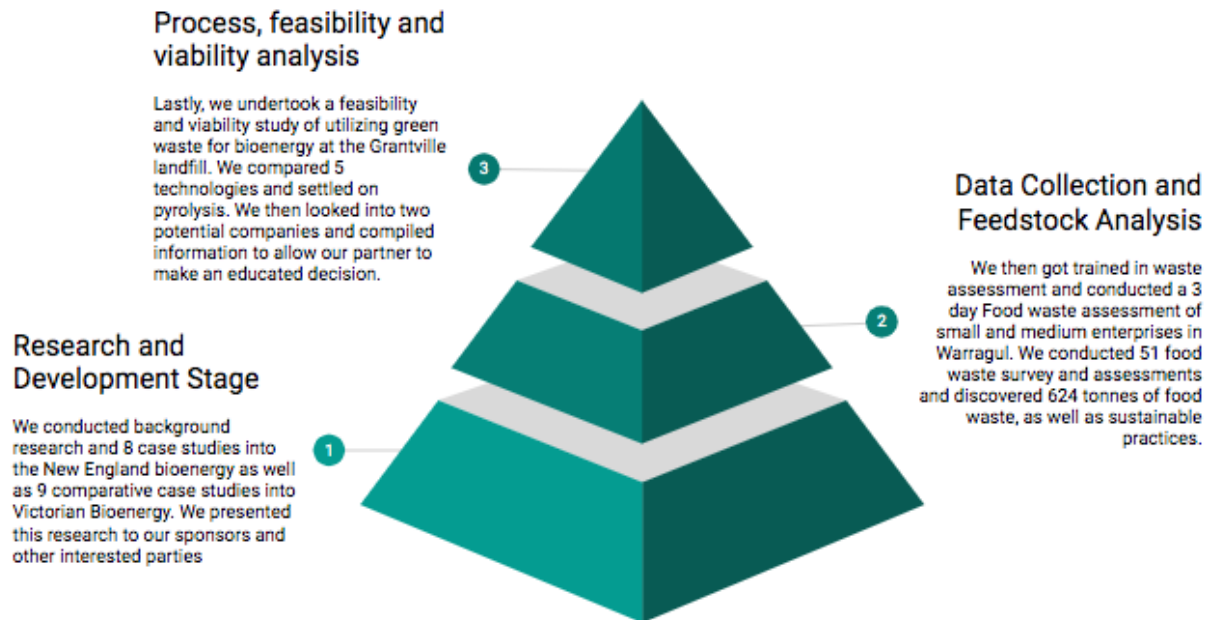 Process, feasibility and
viability analysis
Lastly, we undertook a feasibility
and viability study of utilizing green
waste for bioenergy at the Grantville
landfill. We compared 5
technologies and settled on
pyrolysis. We then looked into two
potential companies and compiled
information to allow our partner to
make an educated decision.
3
Data Collection and
Feedstock Analysis
We then got trained in waste
assessment and conducted a 3
day Food waste assessment of
small and medium enterprises in
Warragul. We conducted 51 food
waste survey and assessments
and discovered 624 tonnes of food
waste, as well as sustainable
practices.
2
Research and
Development Stage
We conducted background
research and 8 case studies into
the New England bioenergy as well
as 9 comparative case studies into
Victorian Bioenergy. We presented
this research to our sponsors and
other interested parties
1